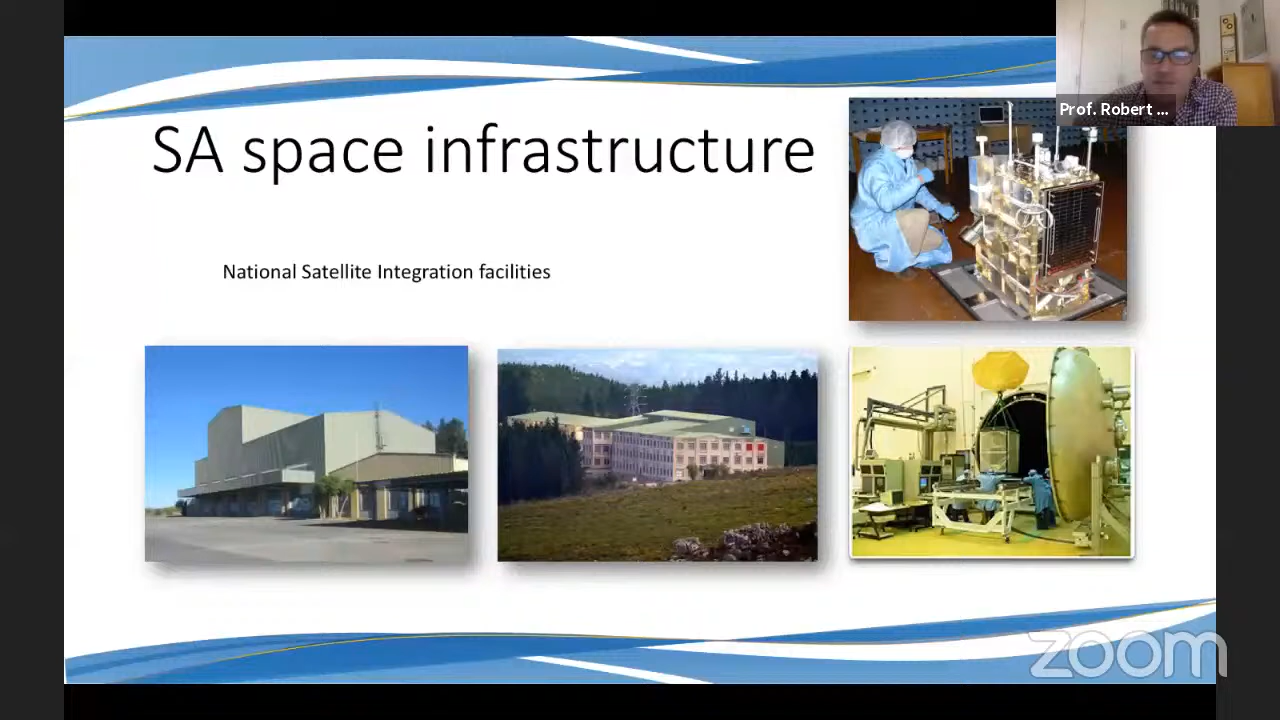 Prof. Robert ...
SA space infrastructure
National Satellite Integration facilities
zoom